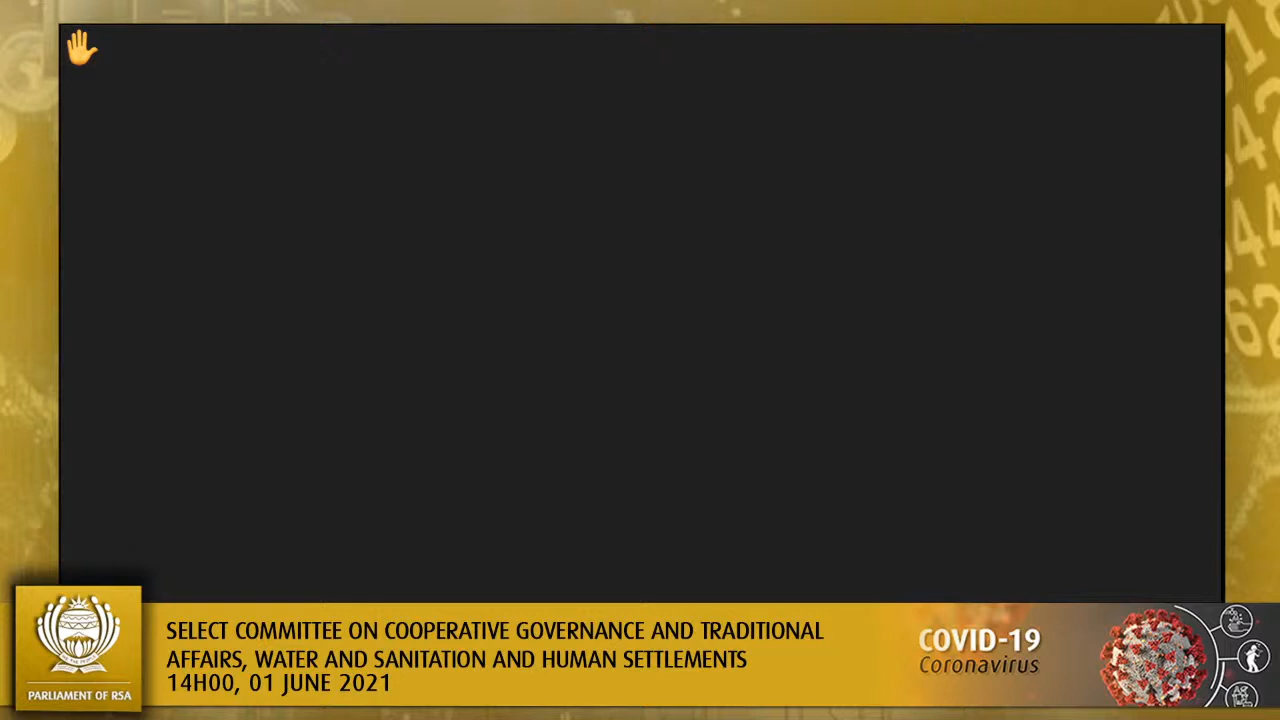 SELECT COMMITTEE ON COOPERATIVE GOVERNANCE AND TRADITIONAL
AFFAIRS, WATER AND SANITATION AND HUMAN SETTLEMENTS
14H00, 01 JUNE 2021
PARLIAMENT OF RSA
COVID-19
Coronavirus